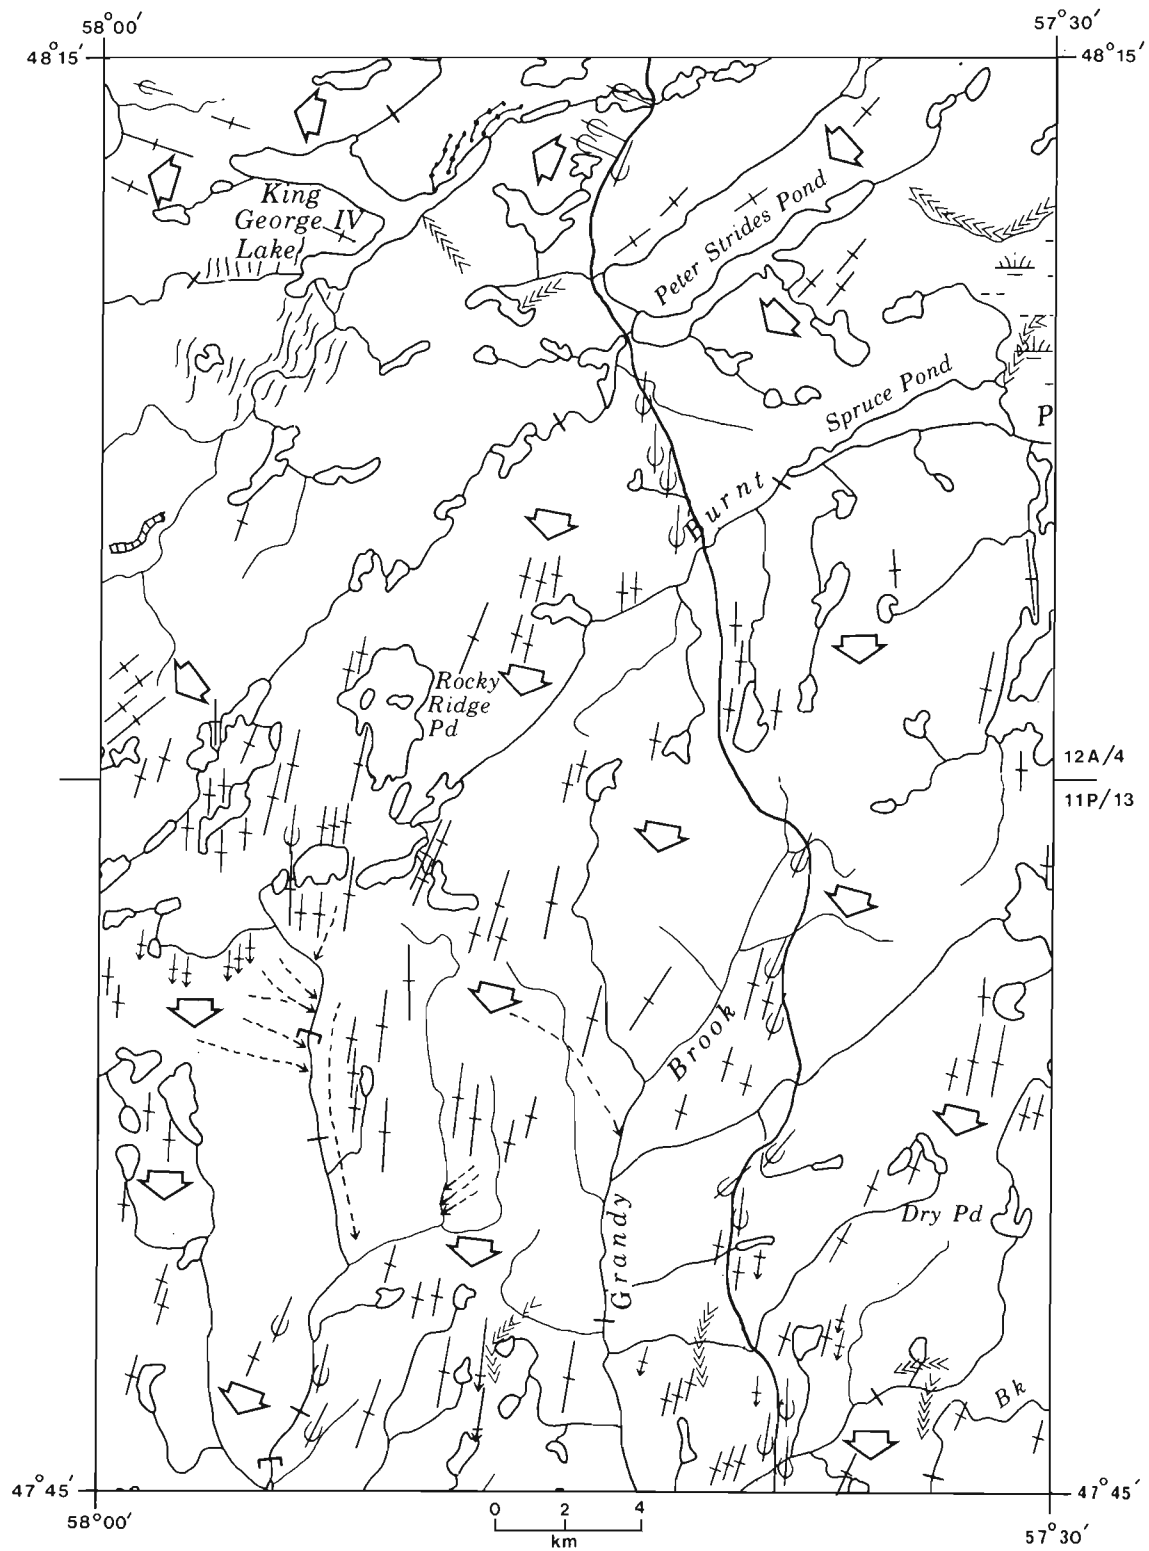 58°00′
57°30′
48°15′
48°15′
King
George IV
Lake
Peter Strides Pond
Spruce Pond
P
Burnt
Rocky
Ridge
Pd
12A/4
11P/13
Brook
Grandy
Dry Pd
Bk
47°45′
47°45′
58°00′
0 2 4
km
57°30′